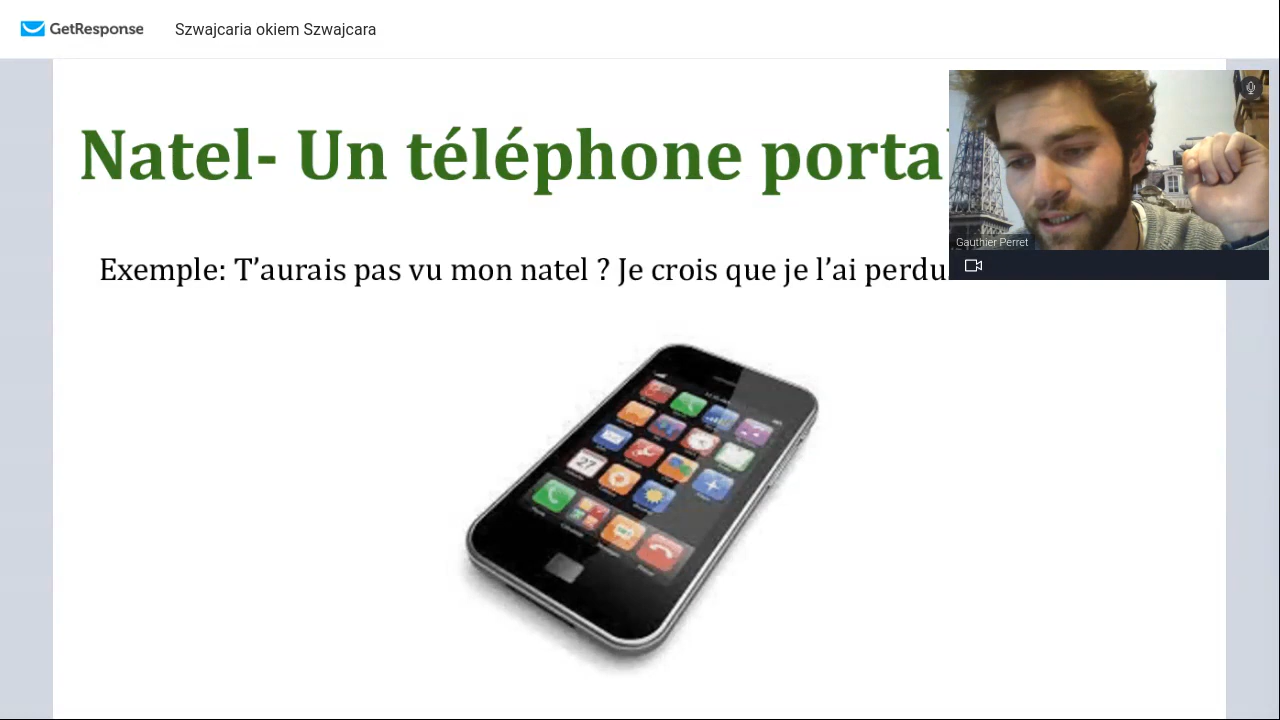 GetResponse
Szwajcaria okiem Szwajcara
Natel- Un téléphone
Exemple: T’aurais pas vu mon natel ? Je crois que je l’ai perdu
Gauthier Perret
27